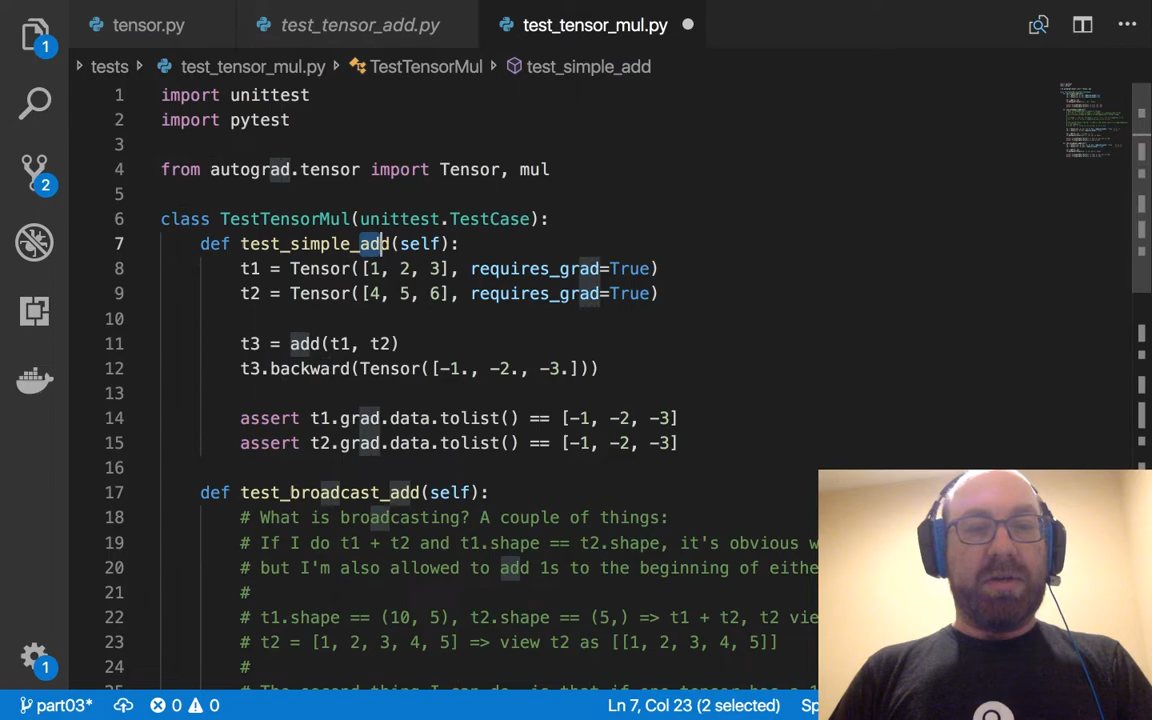 tensor.py
test_tensor_add.py
test_tensor_mul.py
tests
test_tensor_mul.py
TestTensorMul
test_simple_add
1 import unittest
2 import pytest
3
4 from autograd.tensor import Tensor, mul
5
6 class TestTensorMul(unittest.TestCase):
7 def test_simple_add(self):
8 t1 = Tensor([1, 2, 3], requires_grad=True)
9 t2 = Tensor([4, 5, 6], requires_grad=True)
10
11 t3 = add(t1, t2)
12 t3.backward(Tensor([-1., -2., -3.]))
13
14 assert t1.grad.data.tolist() == [-1, -2, -3]
15 assert t2.grad.data.tolist() == [-1, -2, -3]
16
17 def test_broadcast_add(self):
18 # What is broadcasting? A couple of things:
19 # If I do t1 + t2 and t1.shape == t2.shape, it's obvious
20 # but I'm also allowed to add 1s to the beginning of
21 #
22 # t1.shape == (10, 5), t2.shape == (5,) => t1 + t2, t2
23 # t2 = [1, 2, 3, 4, 5] => view t2 as [[1, 2, 3, 4, 5]]
24 #
1
2
1
part03*
0
0
Ln 7, Col 23 (2 selected)